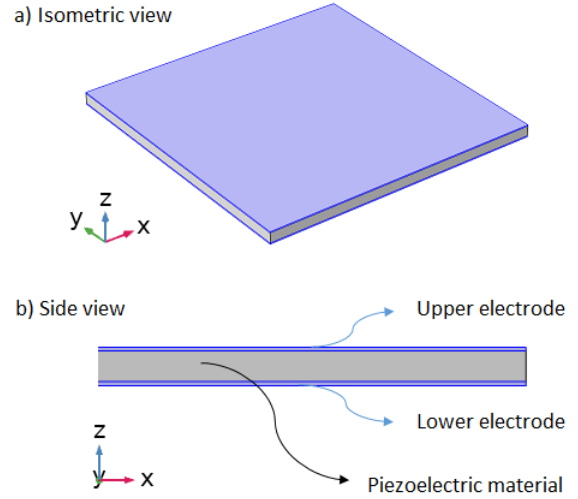 a) Isometric view
z
y
x
b) Side view
Upper electrode
Lower electrode
z
y
x
Piezoelectric material